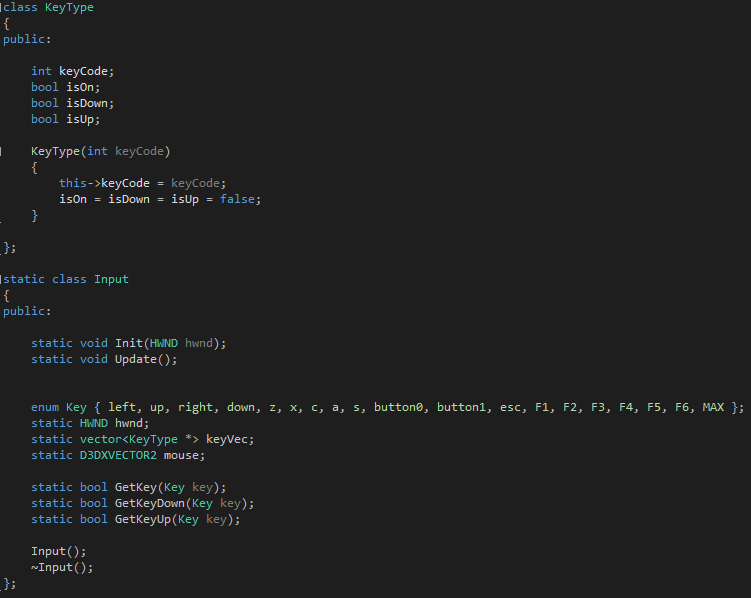 class KeyType
{
public:
int keyCode;
bool isOn;
bool isDown;
bool isUp;
KeyType(int keyCode)
{
this->keyCode = keyCode;
isOn = isDown = isUp = false;
}
};
static class Input
{
public:
static void Init(HWND hwnd);
static void Update();
enum Key { left, up, right, down, z, x, c, a, s, button0, button1, esc, F1, F2, F3, F4, F5, F6, MAX };
static HWND hwnd;
static vector<KeyType *> keyVec;
static D3DXVECTOR2 mouse;
static bool GetKey(Key key);
static bool GetKeyDown(Key key);
static bool GetKeyUp(Key key);
Input();
~Input();
};